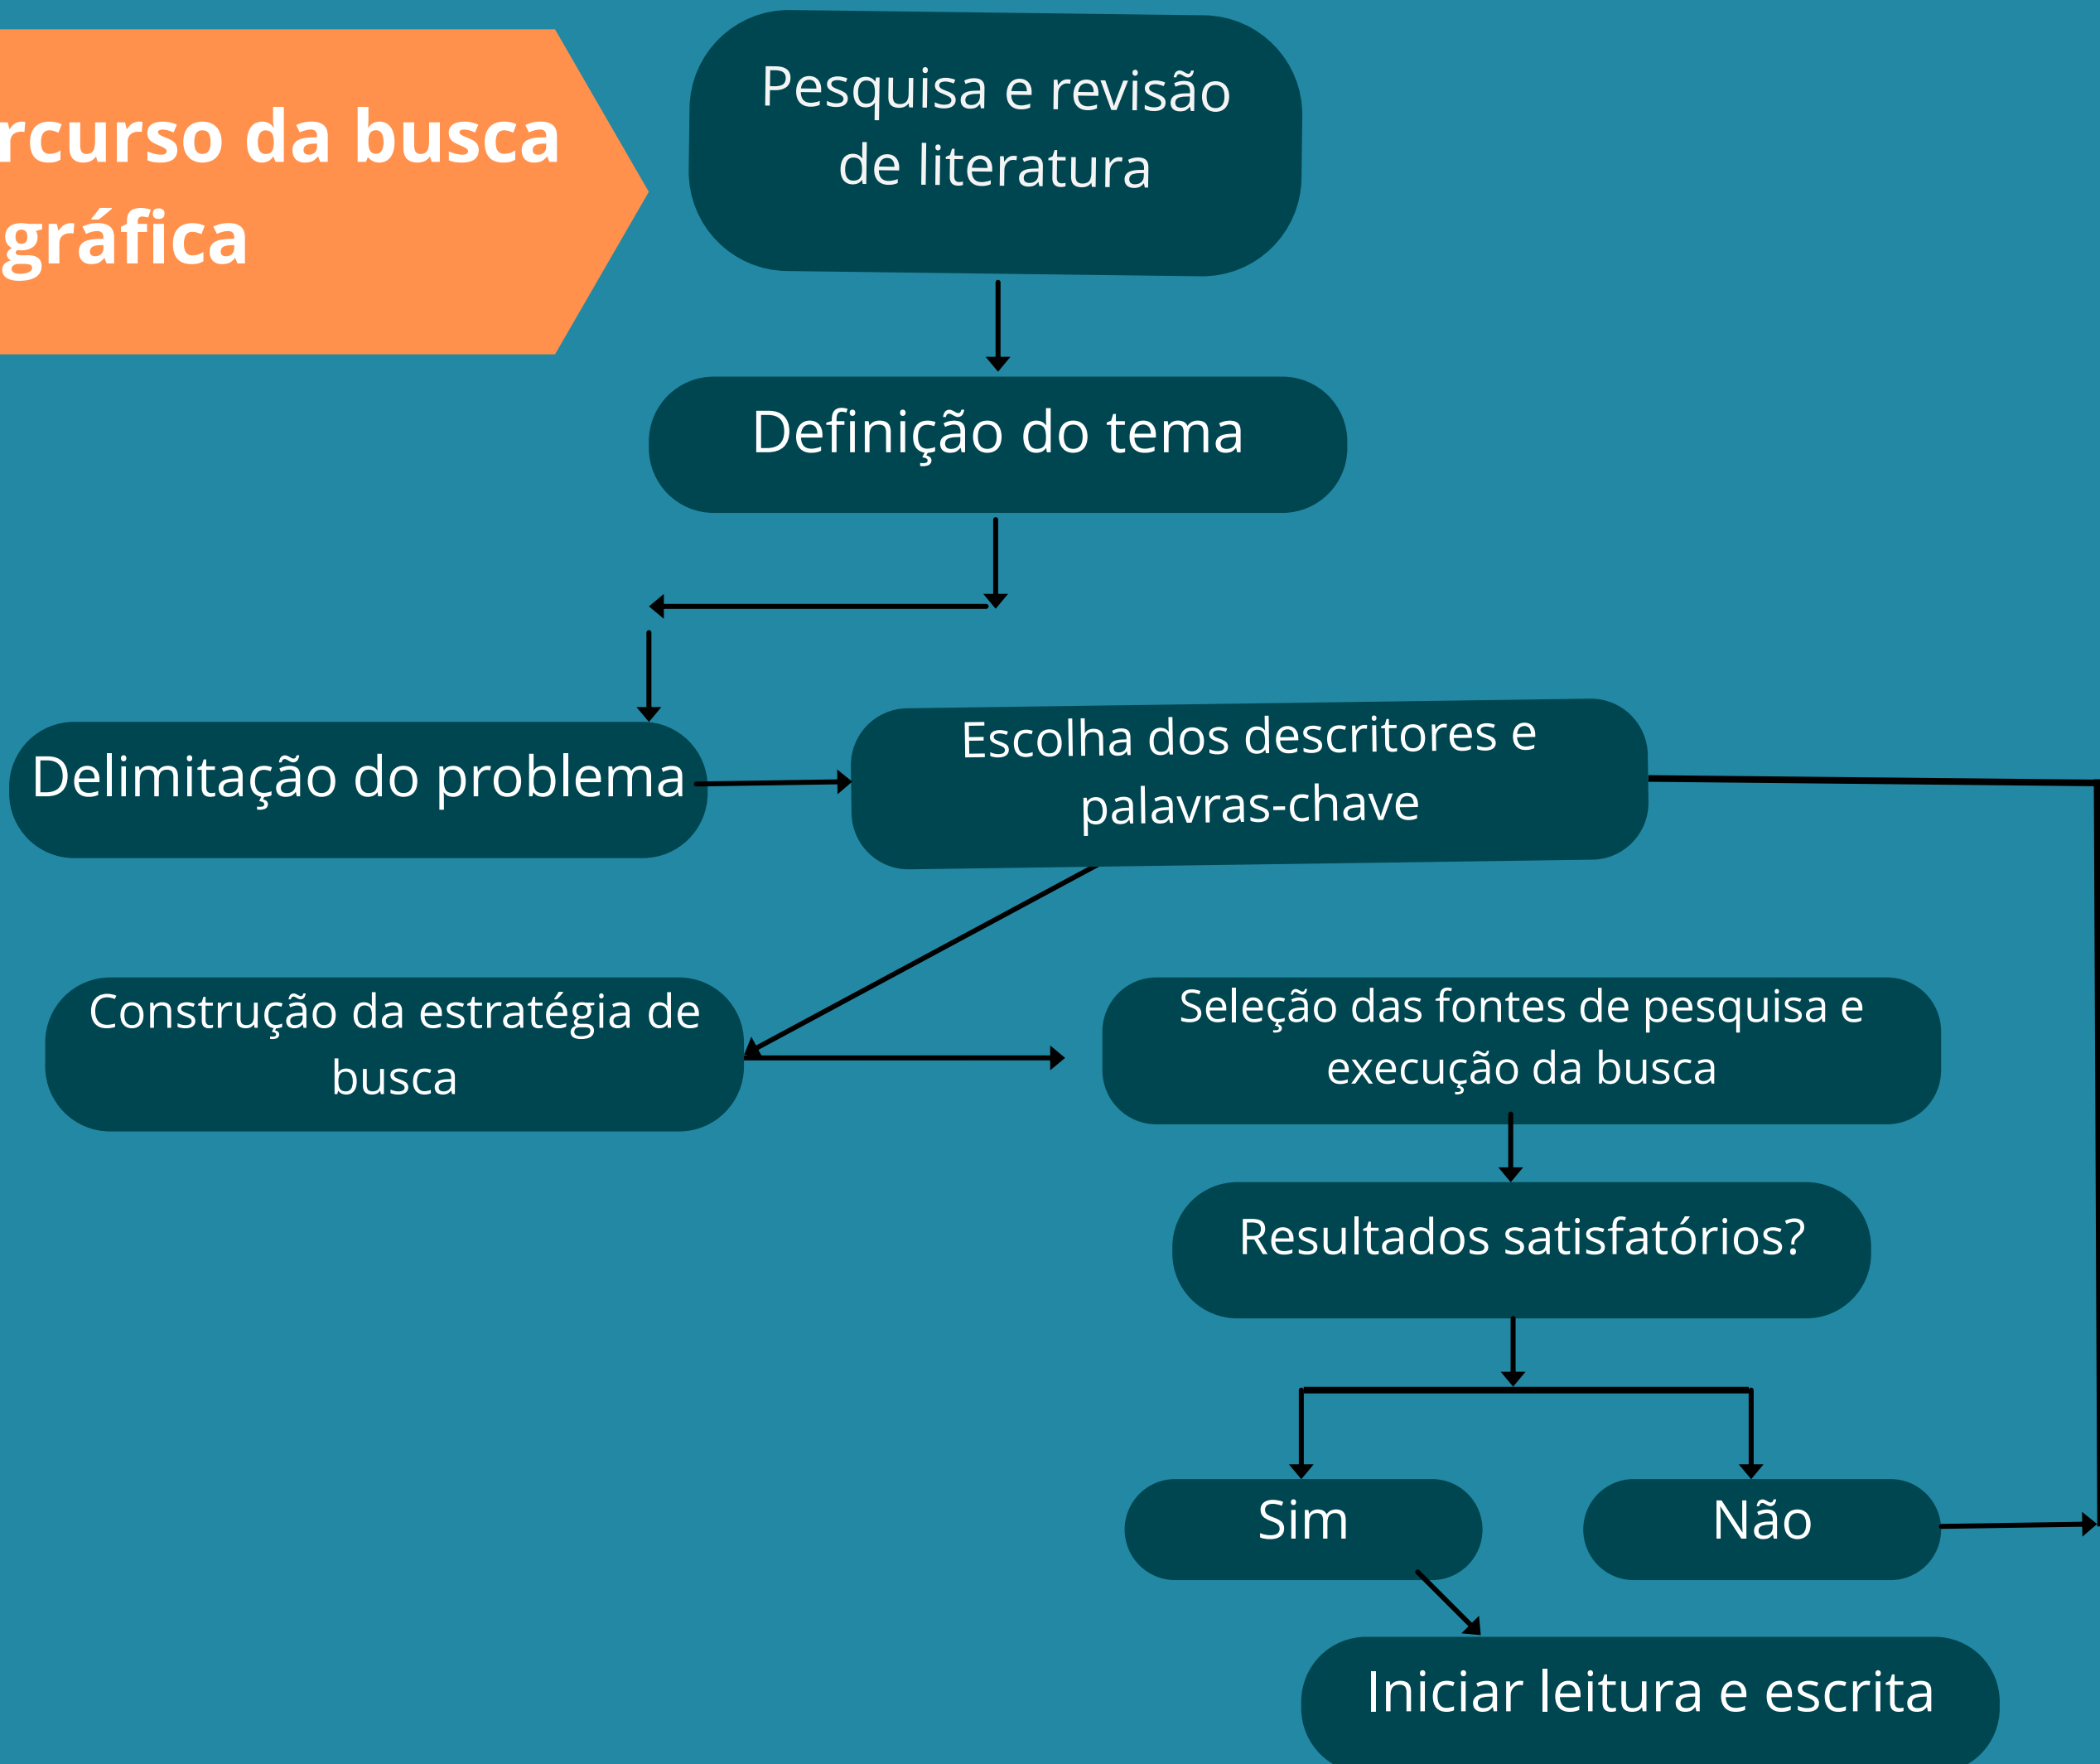 rcurso da busca
gráfica
Pesquisa e revisão
de literatura
Definição do tema
Delimitação do problema
Escolha dos descritores e
palavras-chave
Construção da estratégia de
busca
Seleção das fontes de pesquisa e
execução da busca
Resultados satisfatórios?
Sim
Não
Iniciar leitura e escrita